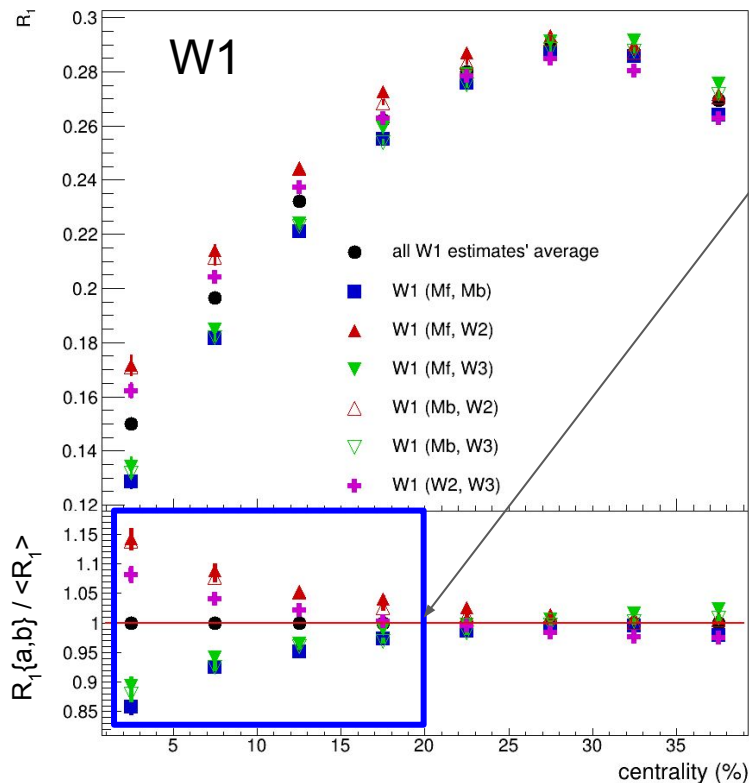 R1
W1
0.3
0.28
0.26
0.24
0.22
0.2
0.18
0.16
0.14
0.12
all W1 estimates' average
W1 (Mf, Mb)
W1 (Mf, W2)
W1 (Mf, W3)
W1 (Mb, W2)
W1 (Mb, W3)
W1 (W2, W3)
R1{a,b} / <R1>
1.15
1.1
1.05
1
0.95
0.9
0.85
5 10 15 20 25 30 35
centrality (%)